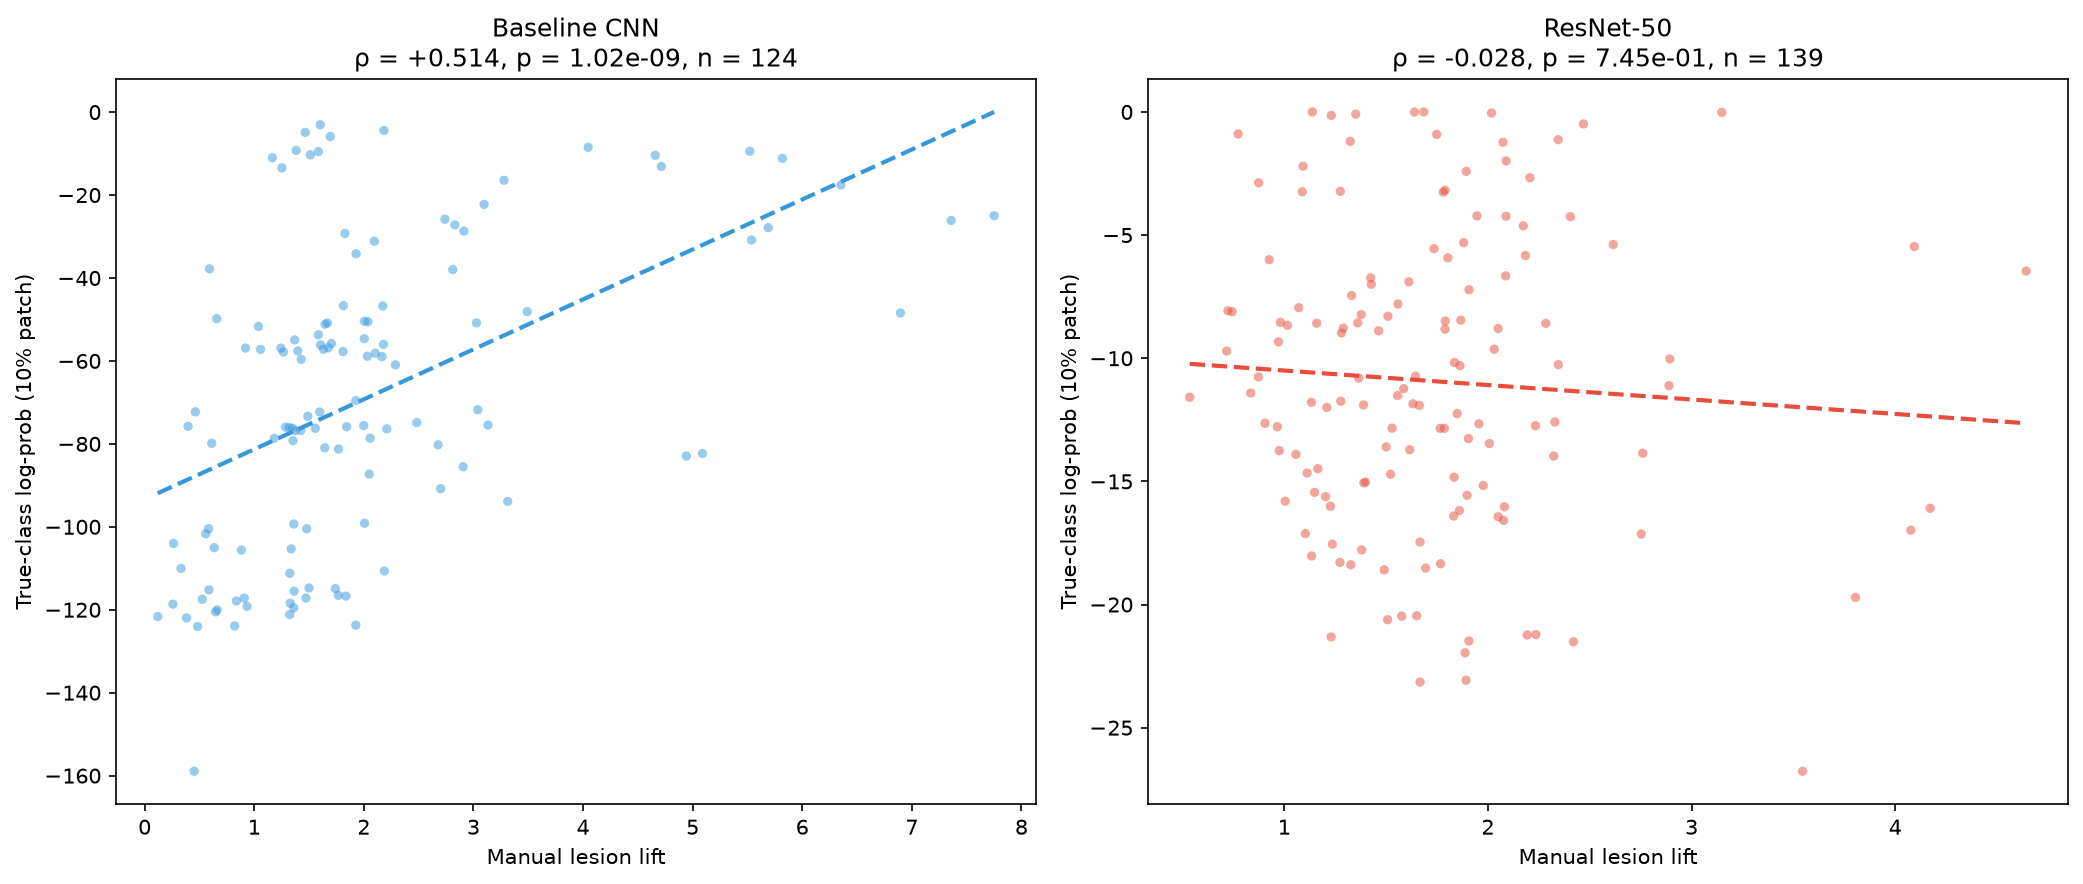 Baseline CNN
ρ = +0.514, p = 1.02e-09, n = 124
True-class log-prob (10% patch)
0
−20
−40
−60
−80
−100
−120
−140
−160
0 1 2 3 4 5 6 7 8
Manual lesion lift
ResNet-50
ρ = -0.028, p = 7.45e-01, n = 139
True-class log-prob (10% patch)
0
−5
−10
−15
−20
−25
1 2 3 4
Manual lesion lift